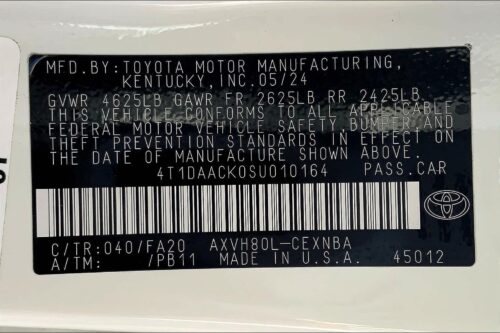 MFD.BY:TOYOTA MOTOR MANUFACTURING,
KENTUCKY,INC.05/24
GVWR 4625LB GAWR FR 2625LB RR 2425LB
THIS VEHICLE CONFORMS TO ALL APPLICABLE
FEDERAL MOTOR VEHICLE SAFETY,BUMPER AND
THEFT PREVENTION STANDARDS IN EFFECT ON
THE DATE OF MANUFACTURE SHOWN ABOVE.
4T1DAACK0SU010164 PASS.CAR
C/TR:040/FA20 AXVH80L-CEXNBA
A/TM: /PB11 MADE IN U.S.A. 45012